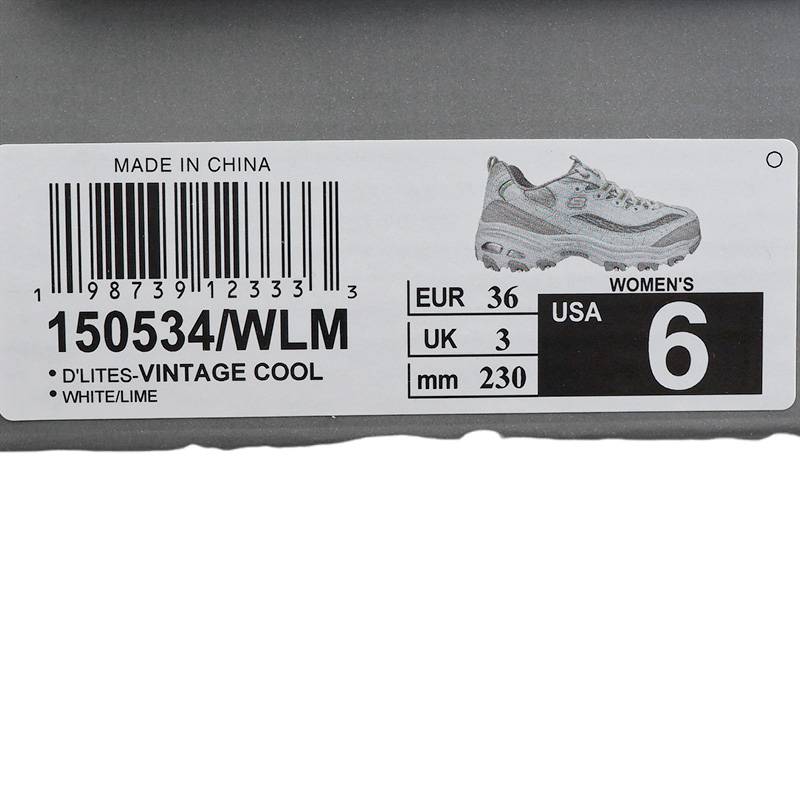 MADE IN CHINA
1 98739 12333 3
150534/WLM
• D'LITES-VINTAGE COOL
• WHITE/LIME
EUR 36
UK 3
mm 230
WOMEN'S
USA 6